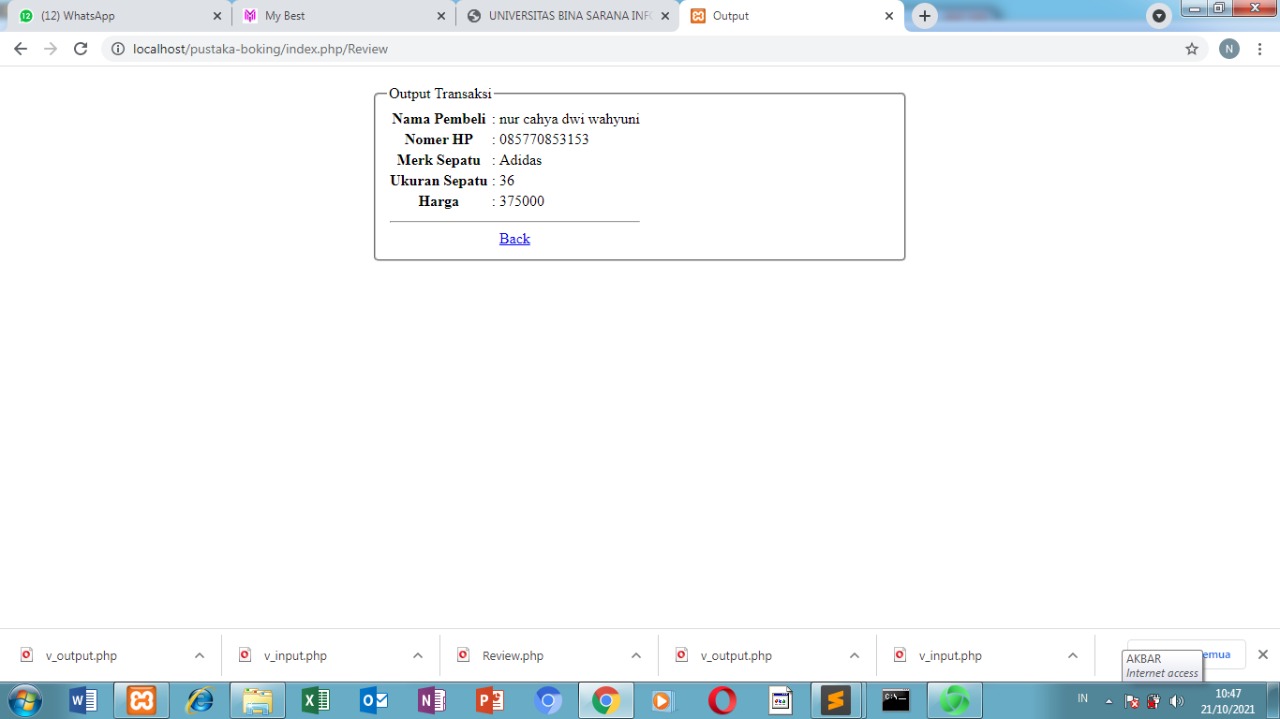 (12) WhatsApp
My Best
UNIVERSITAS BINA SARANA INFO
Output
localhost/pustaka-boking/index.php/Review
N
Output Transaksi
Nama Pembeli : nur cahya dwi wahyuni
Nomer HP : 085770853153
Merk Sepatu : Adidas
Ukuran Sepatu : 36
Harga : 375000
Back
v_output.php
v_input.php
Review.php
v_output.php
v_input.php
emua
AKBAR
Internet access
IN
10:47
21/10/2021